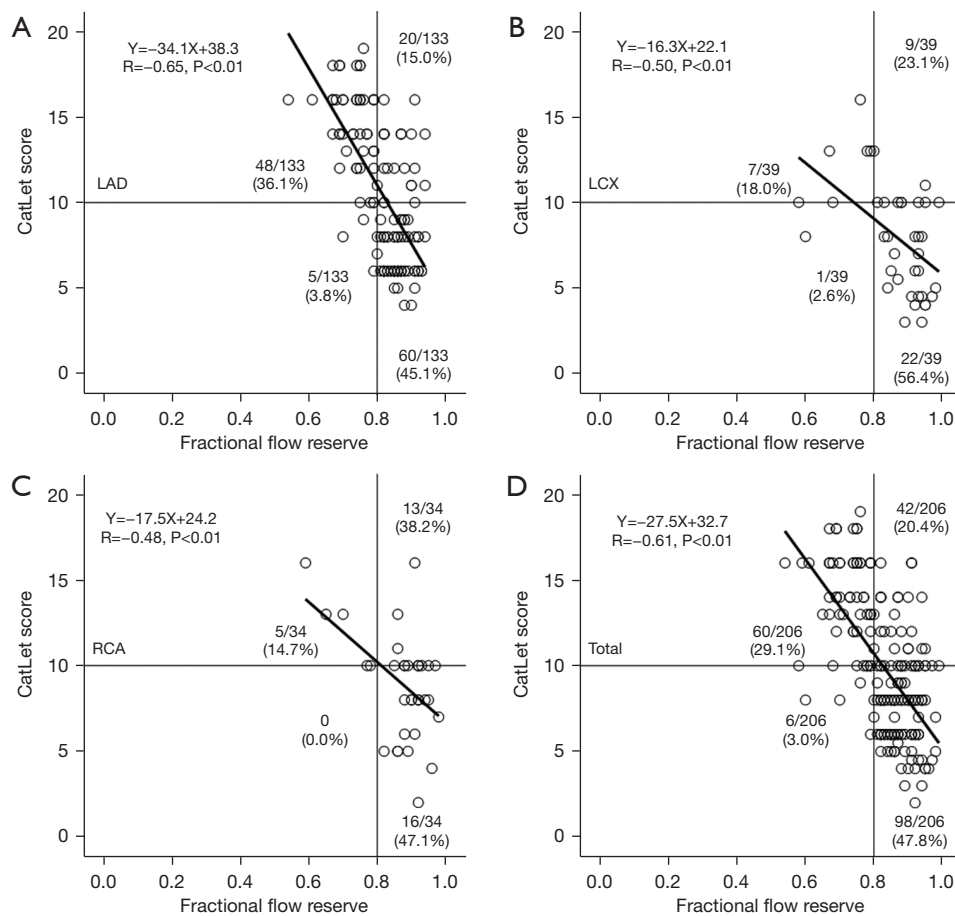 A
CatLet score
20
15
10
5
0
Y=−34.1X+38.3
R=−0.65, P<0.01
20/133
(15.0%)
48/133
(36.1%)
LAD
5/133
(3.8%)
60/133
(45.1%)
0.0 0.2 0.4 0.6 0.8 1.0
Fractional flow reserve
B
CatLet score
20
15
10
5
0
Y=−16.3X+22.1
R=−0.50, P<0.01
9/39
(23.1%)
7/39
(18.0%)
LCX
1/39
(2.6%)
22/39
(56.4%)
0.0 0.2 0.4 0.6 0.8 1.0
Fractional flow reserve
C
CatLet score
20
15
10
5
0
Y=−17.5X+24.2
R=−0.48, P<0.01
13/34
(38.2%)
5/34
(14.7%)
RCA
0
(0.0%)
16/34
(47.1%)
0.0 0.2 0.4 0.6 0.8 1.0
Fractional flow reserve
D
CatLet score
20
15
10
5
0
Y=−27.5X+32.7
R=−0.61, P<0.01
42/206
(20.4%)
60/206
(29.1%)
Total
6/206
(3.0%)
98/206
(47.8%)
0.0 0.2 0.4 0.6 0.8 1.0
Fractional flow reserve